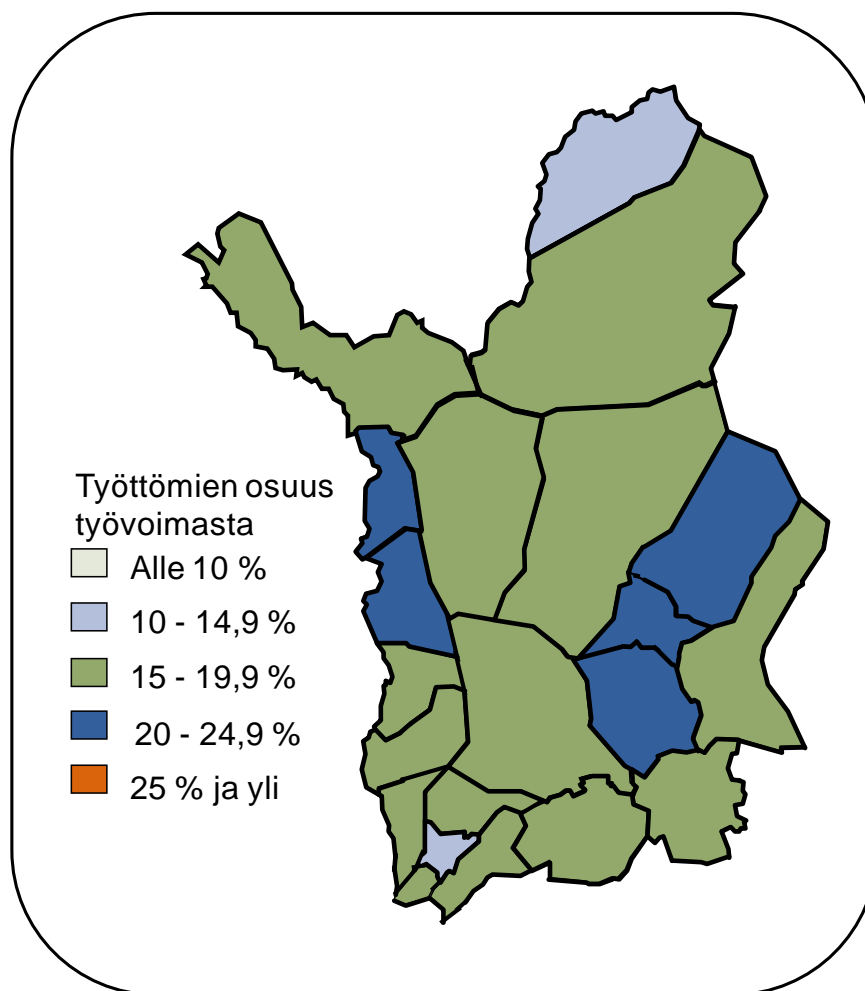 Työttömien osuus
työvoimasta
Alle 10 %
10 - 14,9 %
15 - 19,9 %
20 - 24,9 %
25 % ja yli